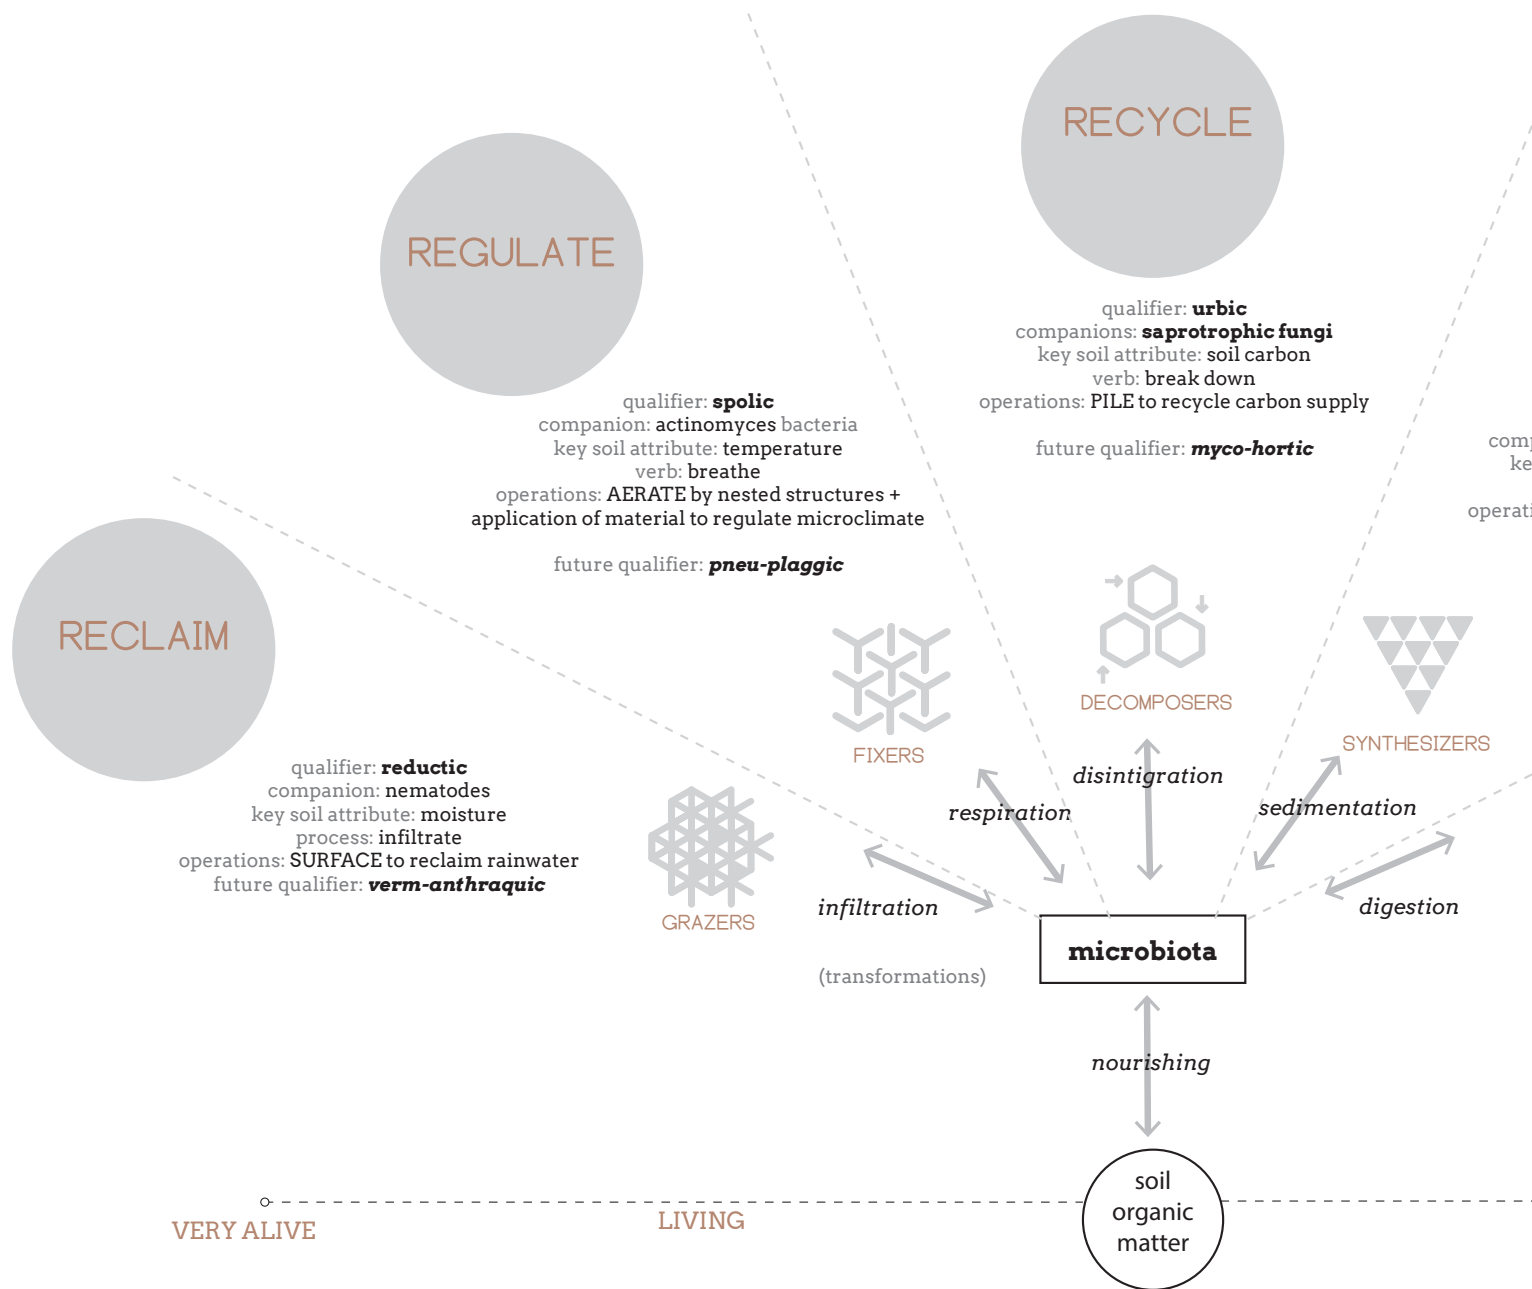 RECYCLE
qualifier: urbic
companions: saprotrophic fungi
key soil attribute: soil carbon
verb: break down
operations: PILE to recycle carbon supply
future qualifier: myco-hortic
REGULATE
qualifier: spolic
companion: actinomyces bacteria
key soil attribute: temperature
verb: breathe
operations: AERATE by nested structures +
application of material to regulate microclimate
future qualifier: pneu-plaggic
comp
ke
operati
RECLAIM
qualifier: reductic
companion: nematodes
key soil attribute: moisture
process: infiltrate
operations: SURFACE to reclaim rainwater
future qualifier: verm-anthraquic
GRAZERS
FIXERS
DECOMPOSERS
SYNTHESIZERS
infiltration
respiration
disintigration
sedimentation
digestion
(transformations)
microbiota
nourishing
soil
organic
matter
VERY ALIVE
LIVING